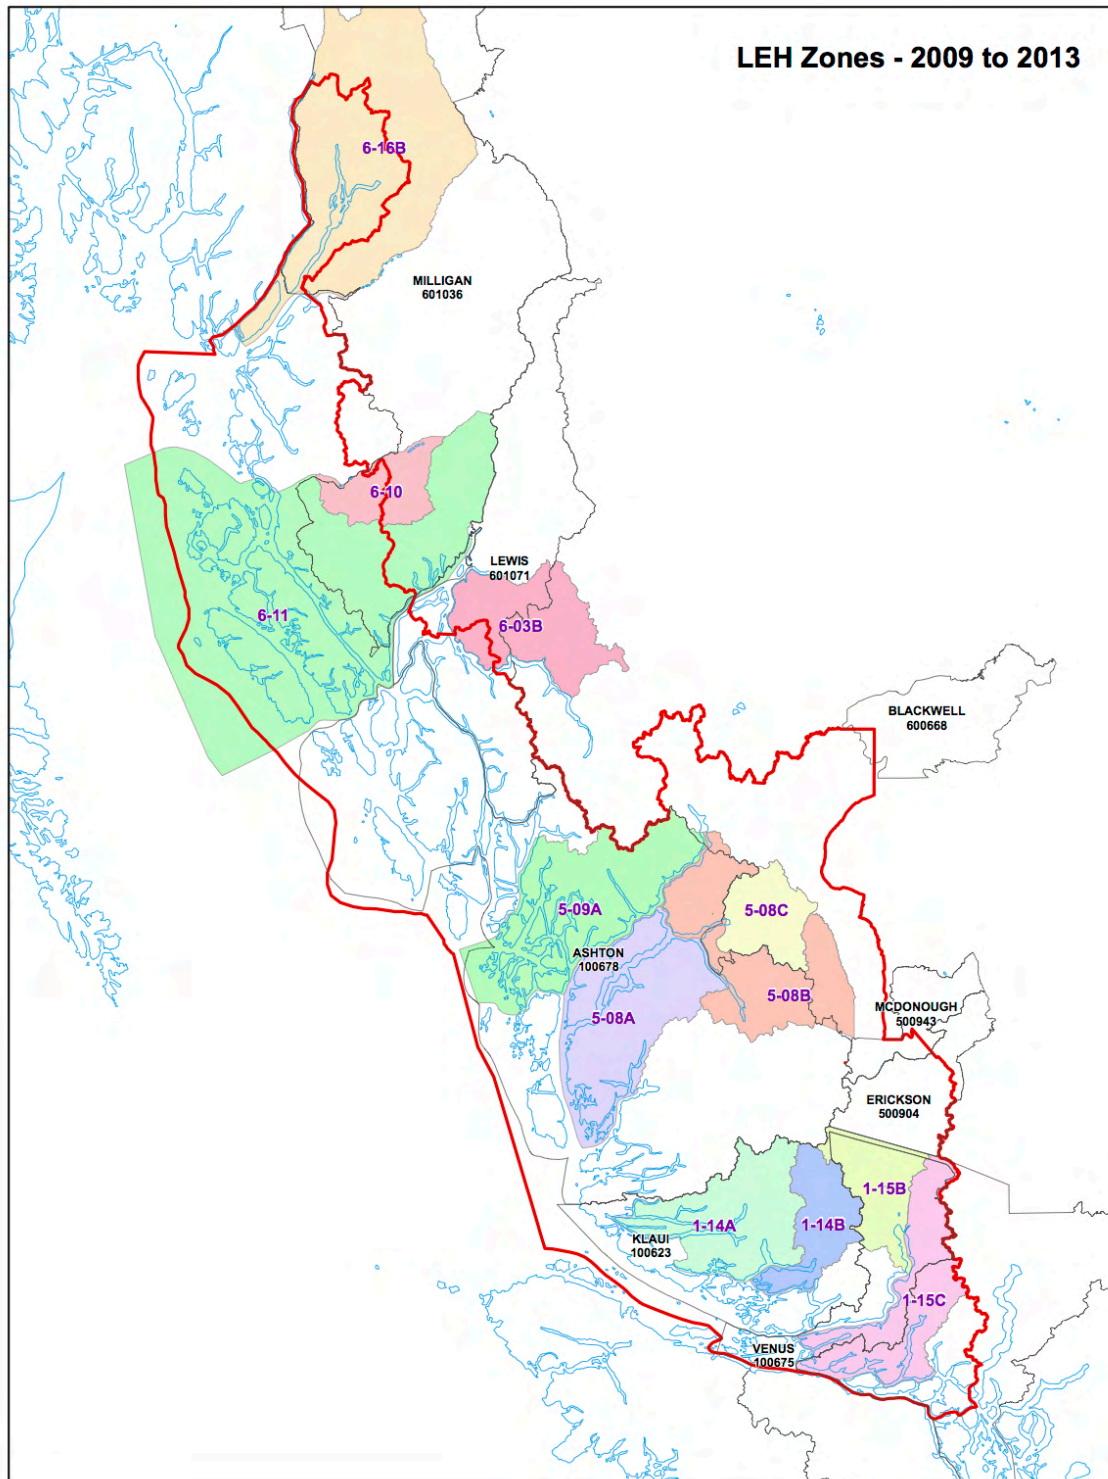 LEH Zones - 2009 to 2013
6-16B
MILLIGAN
601036
6-10
LEWIS
601071
6-11
6-03B
BLACKWELL
600668
5-09A
5-08C
ASHTON
100678
5-08B
5-08A
MCDONOUGH
500943
ERICKSON
500904
1-15B
1-14A
1-14B
KLAUI
100623
1-15C
VENUS
100675